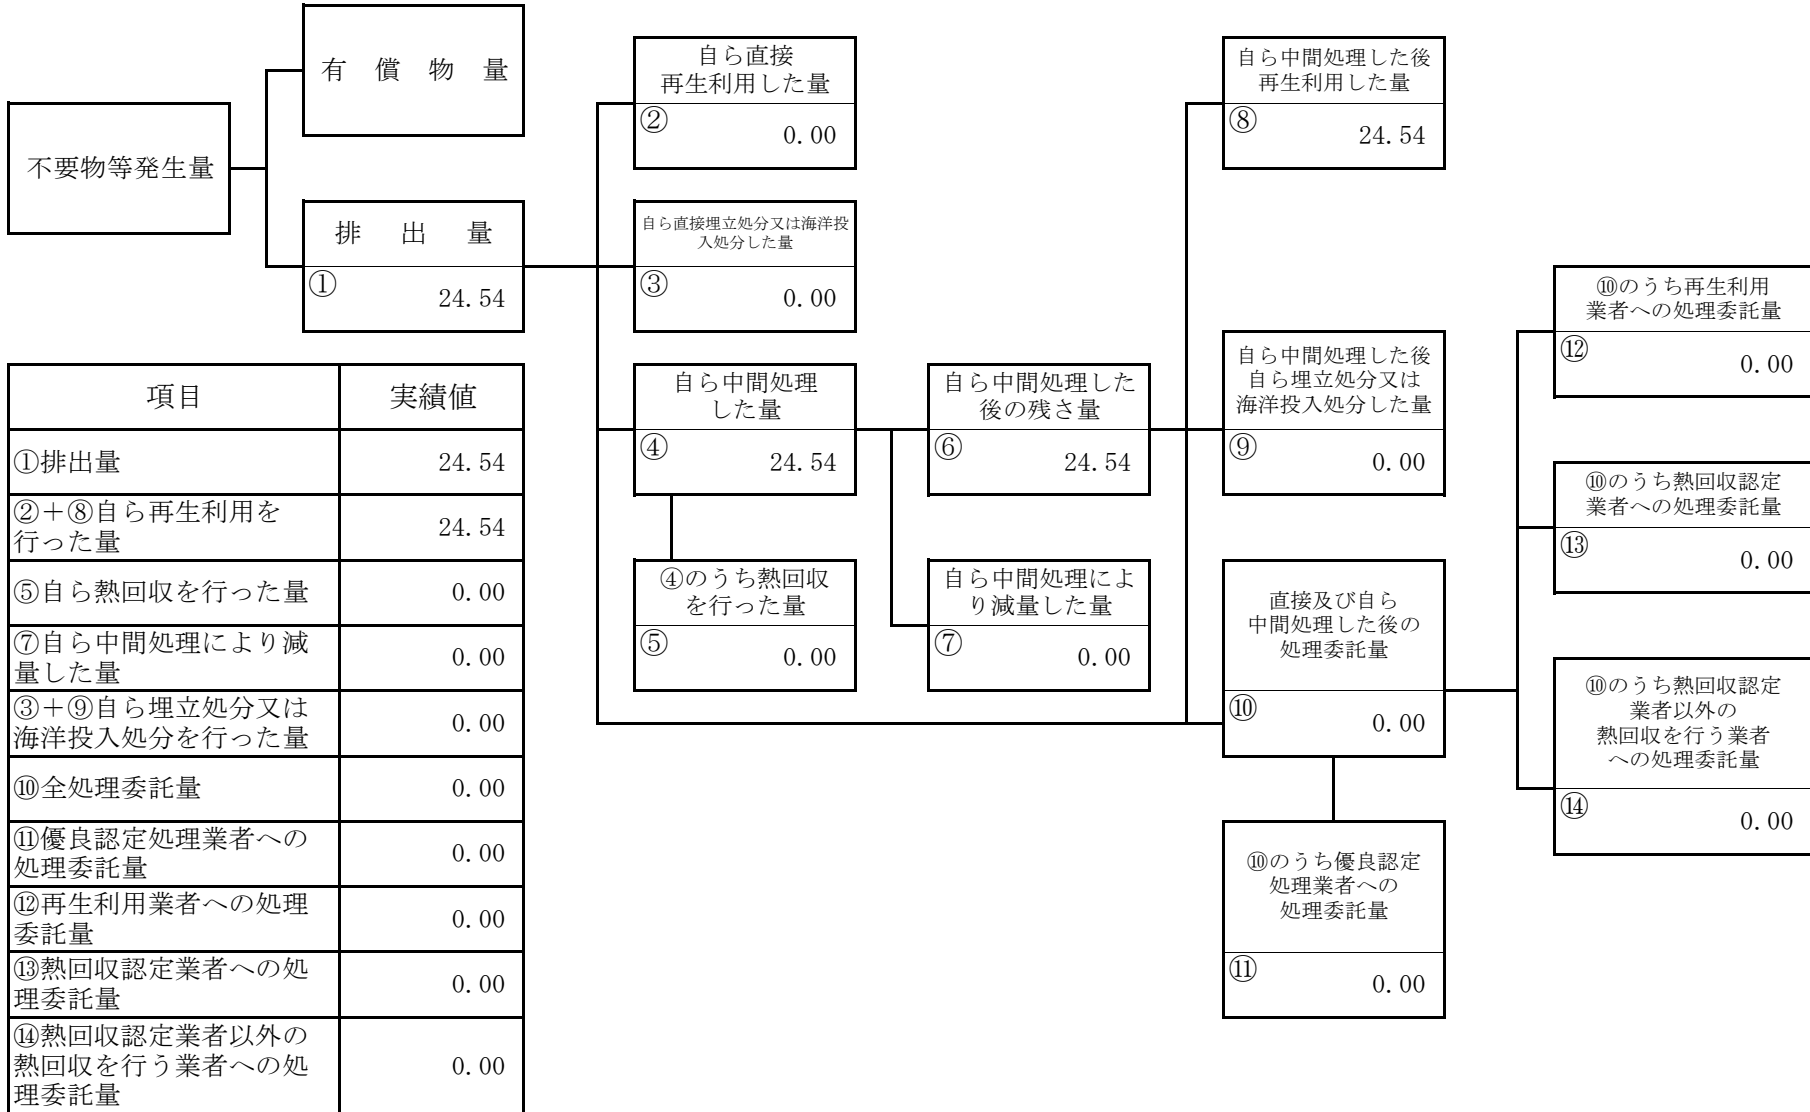 有償物量
不要物等発生量
排出量
① 24.54
自ら直接
再生利用した量
② 0.00
自ら直接埋立処分又は海洋投
入処分した量
③ 0.00
自ら中間処理
した量
④ 24.54
④のうち熱回収
を行った量
⑤ 0.00
自ら中間処理した
後の残さ量
⑥ 24.54
自ら中間処理によ
り減量した量
⑦ 0.00
自ら中間処理した後
再生利用した量
⑧ 24.54
自ら中間処理した後
自ら埋立処分又は
海洋投入処分した量
⑨ 0.00
直接及び自ら
中間処理した後の
処理委託量
⑩ 0.00
⑩のうち優良認定
処理業者への
処理委託量
⑪ 0.00
⑩のうち再生利用
業者への処理委託量
⑫ 0.00
⑩のうち熱回収認定
業者への処理委託量
⑬ 0.00
⑩のうち熱回収認定
業者以外の
熱回収を行う業者
への処理委託量
⑭ 0.00
項目 実績値
①排出量 24.54
②＋⑧自ら再生利用を
行った量 24.54
⑤自ら熱回収を行った量 0.00
⑦自ら中間処理により減
量した量 0.00
③＋⑨自ら埋立処分又は
海洋投入処分を行った量 0.00
⑩全処理委託量 0.00
⑪優良認定処理業者への
処理委託量 0.00
⑫再生利用業者への処理
委託量 0.00
⑬熱回収認定業者への処
理委託量 0.00
⑭熱回収認定業者以外の
熱回収を行う業者への処 0.00
理委託量